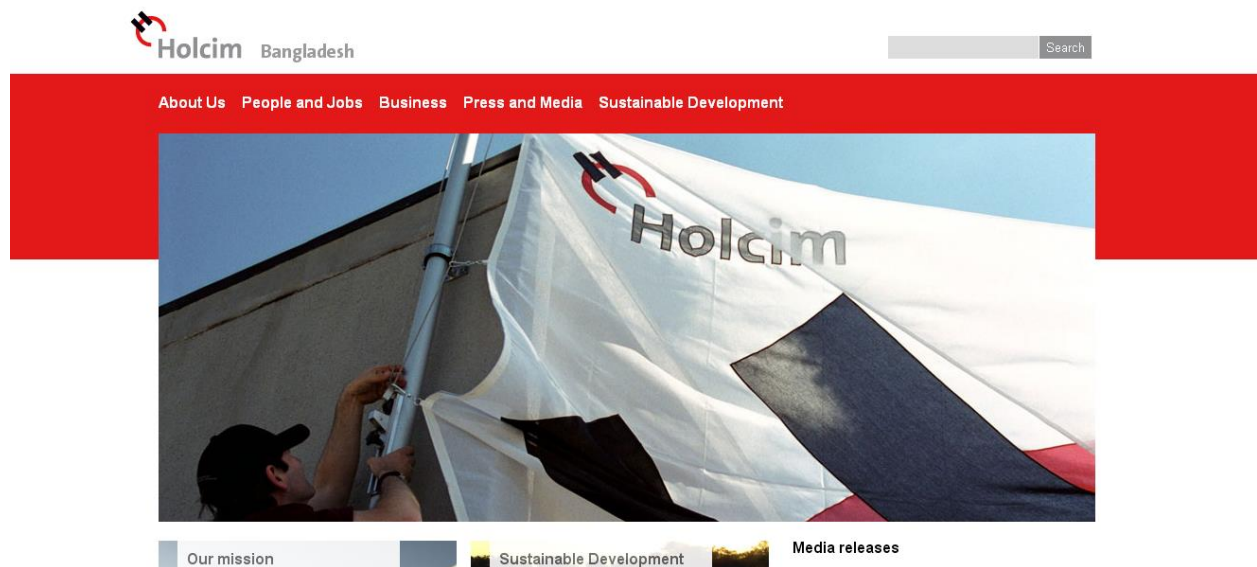 Holcim Bangladesh
Search
About Us People and Jobs Business Press and Media Sustainable Development
Holcim
Our mission
Sustainable Development
Media releases